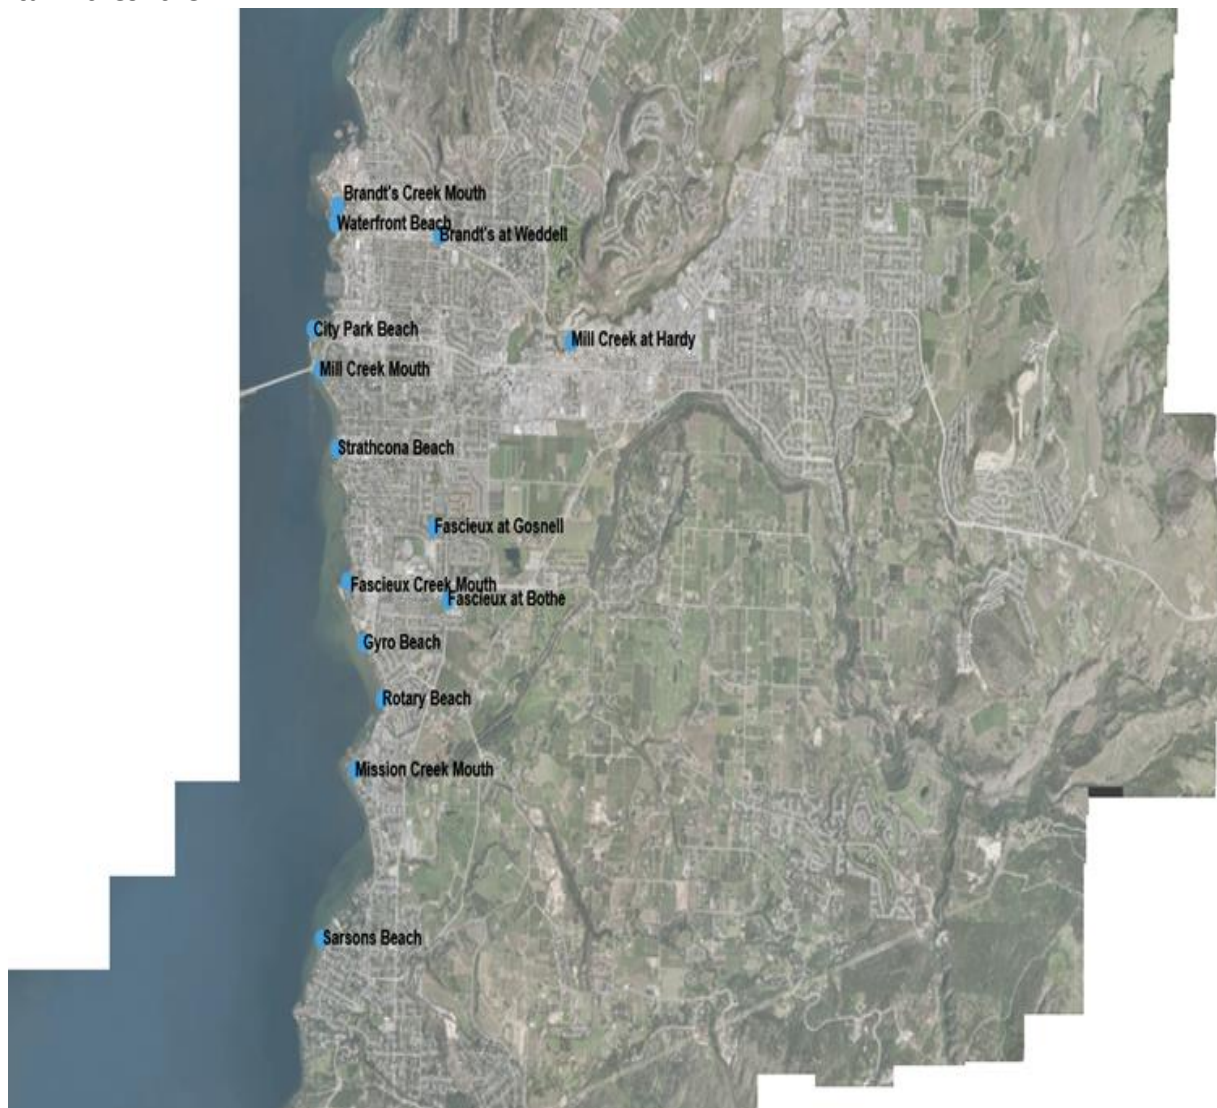 Brandt's Creek Mouth
Waterfront Beach
Brandt's at Weddell
City Park Beach
Mill Creek at Hardy
Mill Creek Mouth
Strathcona Beach
Fascieux at Gosnell
Fascieux Creek Mouth
Fascieux at Bothe
Gyro Beach
Rotary Beach
Mission Creek Mouth
Sarsons Beach